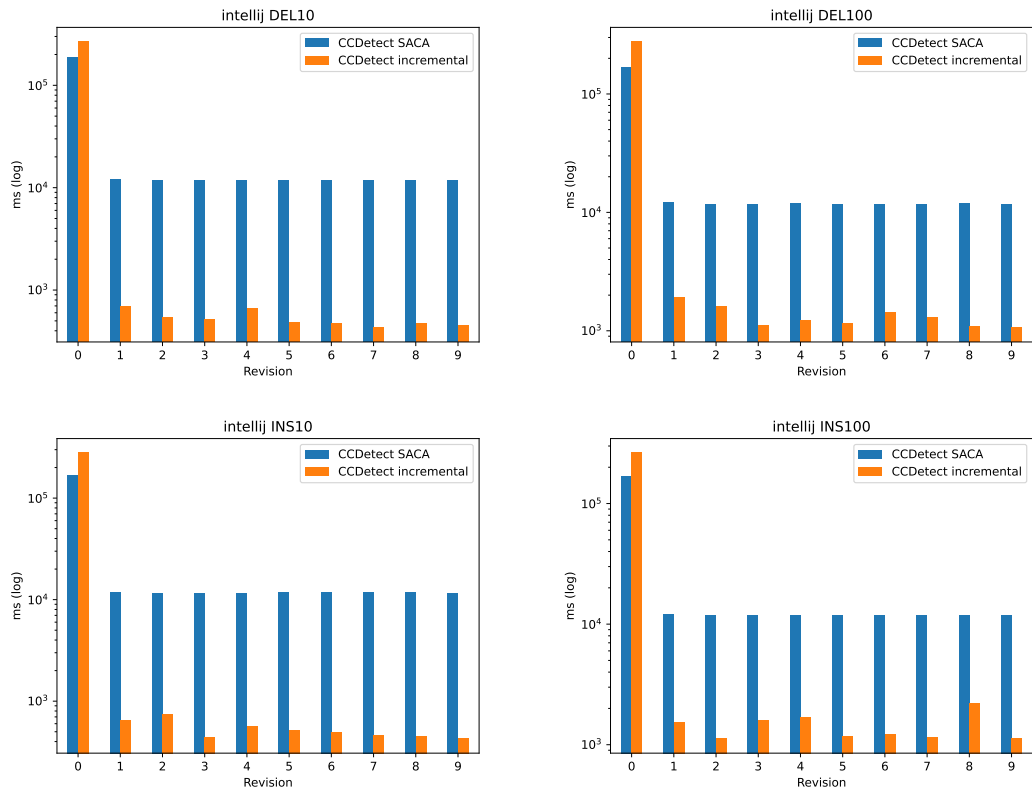 intellij DEL10
CCDetect SACA
CCDetect incremental
10^5
10^4
10^3
ms (log)
0 1 2 3 4 5 6 7 8 9
Revision
intellij DEL100
CCDetect SACA
CCDetect incremental
10^5
10^4
10^3
ms (log)
0 1 2 3 4 5 6 7 8 9
Revision
intellij INS10
CCDetect SACA
CCDetect incremental
10^5
10^4
10^3
ms (log)
0 1 2 3 4 5 6 7 8 9
Revision
intellij INS100
CCDetect SACA
CCDetect incremental
10^5
10^4
10^3
ms (log)
0 1 2 3 4 5 6 7 8 9
Revision